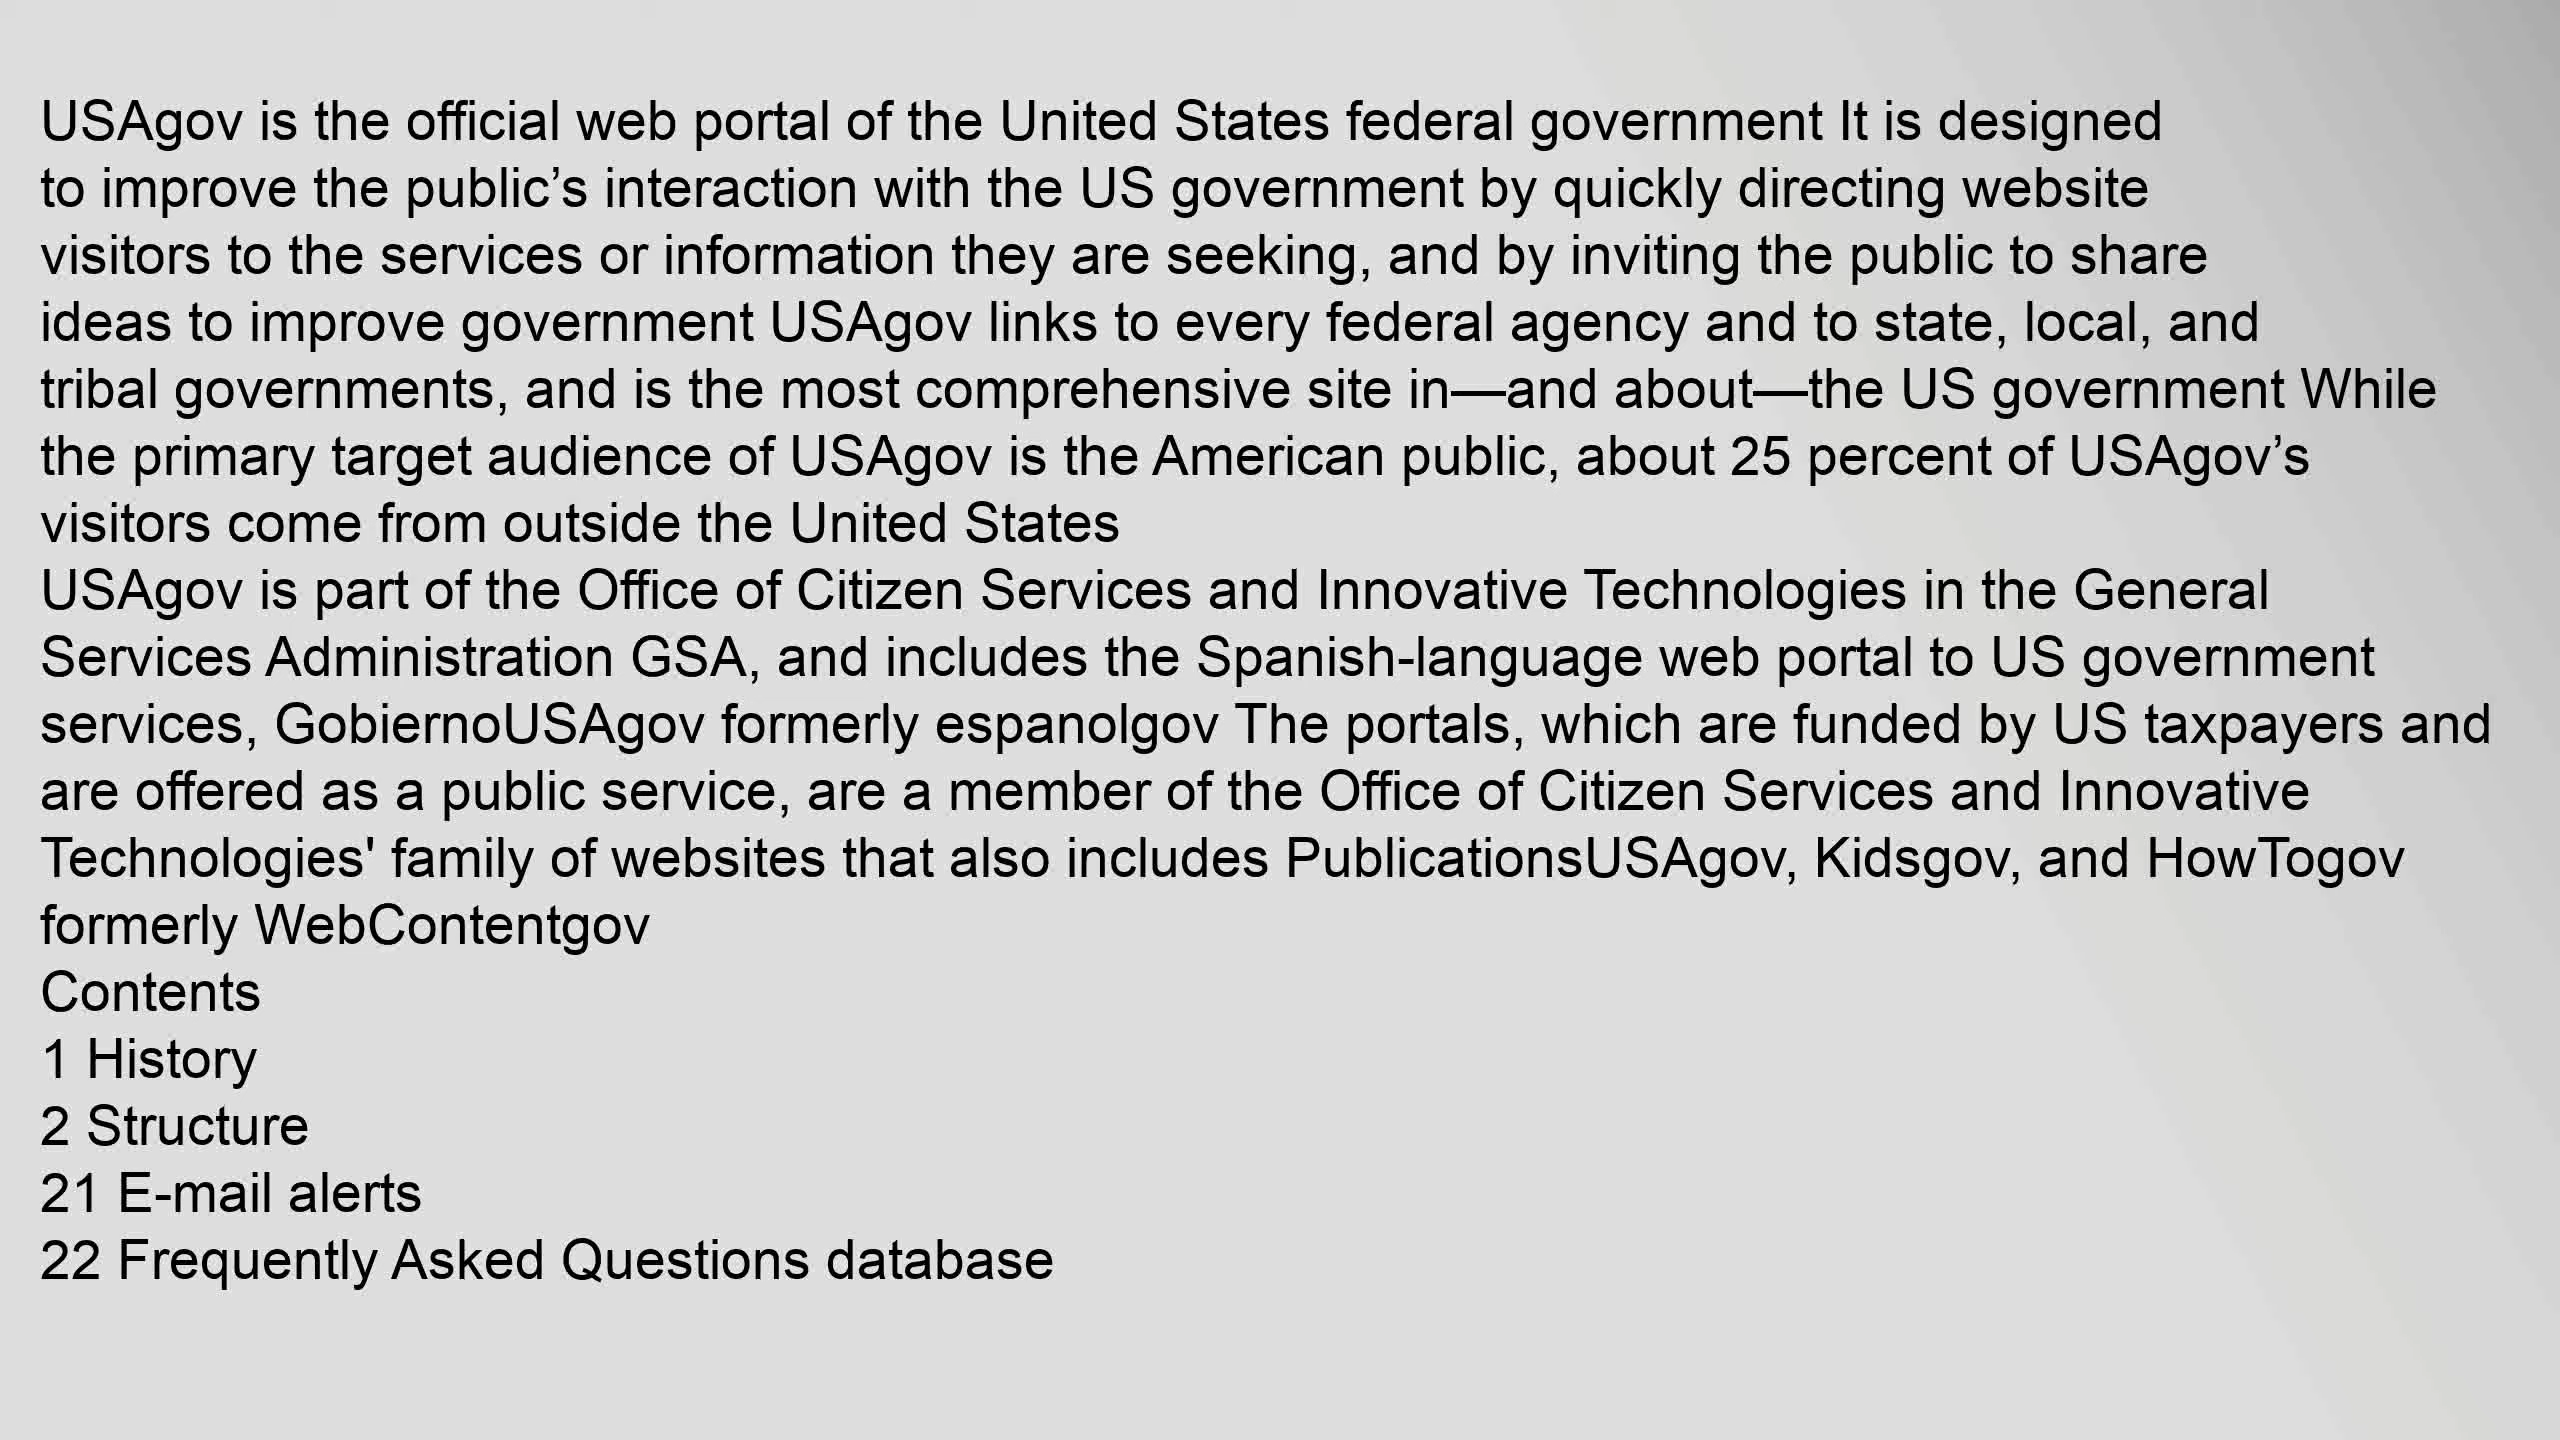 USAgov is the official web portal of the United States federal government It is designed
to improve the public’s interaction with the US government by quickly directing website
visitors to the services or information they are seeking, and by inviting the public to share
ideas to improve government USAgov links to every federal agency and to state, local, and
tribal governments, and is the most comprehensive site in—and about—the US government While
the primary target audience of USAgov is the American public, about 25 percent of USAgov’s
visitors come from outside the United States
USAgov is part of the Office of Citizen Services and Innovative Technologies in the General
Services Administration GSA, and includes the Spanish-language web portal to US government
services, GobiernoUSAgov formerly espanolgov The portals, which are funded by US taxpayers and
are offered as a public service, are a member of the Office of Citizen Services and Innovative
Technologies' family of websites that also includes PublicationsUSAgov, Kidsgov, and HowTogov
formerly WebContentgov
Contents
1 History
2 Structure
21 E-mail alerts
22 Frequently Asked Questions database